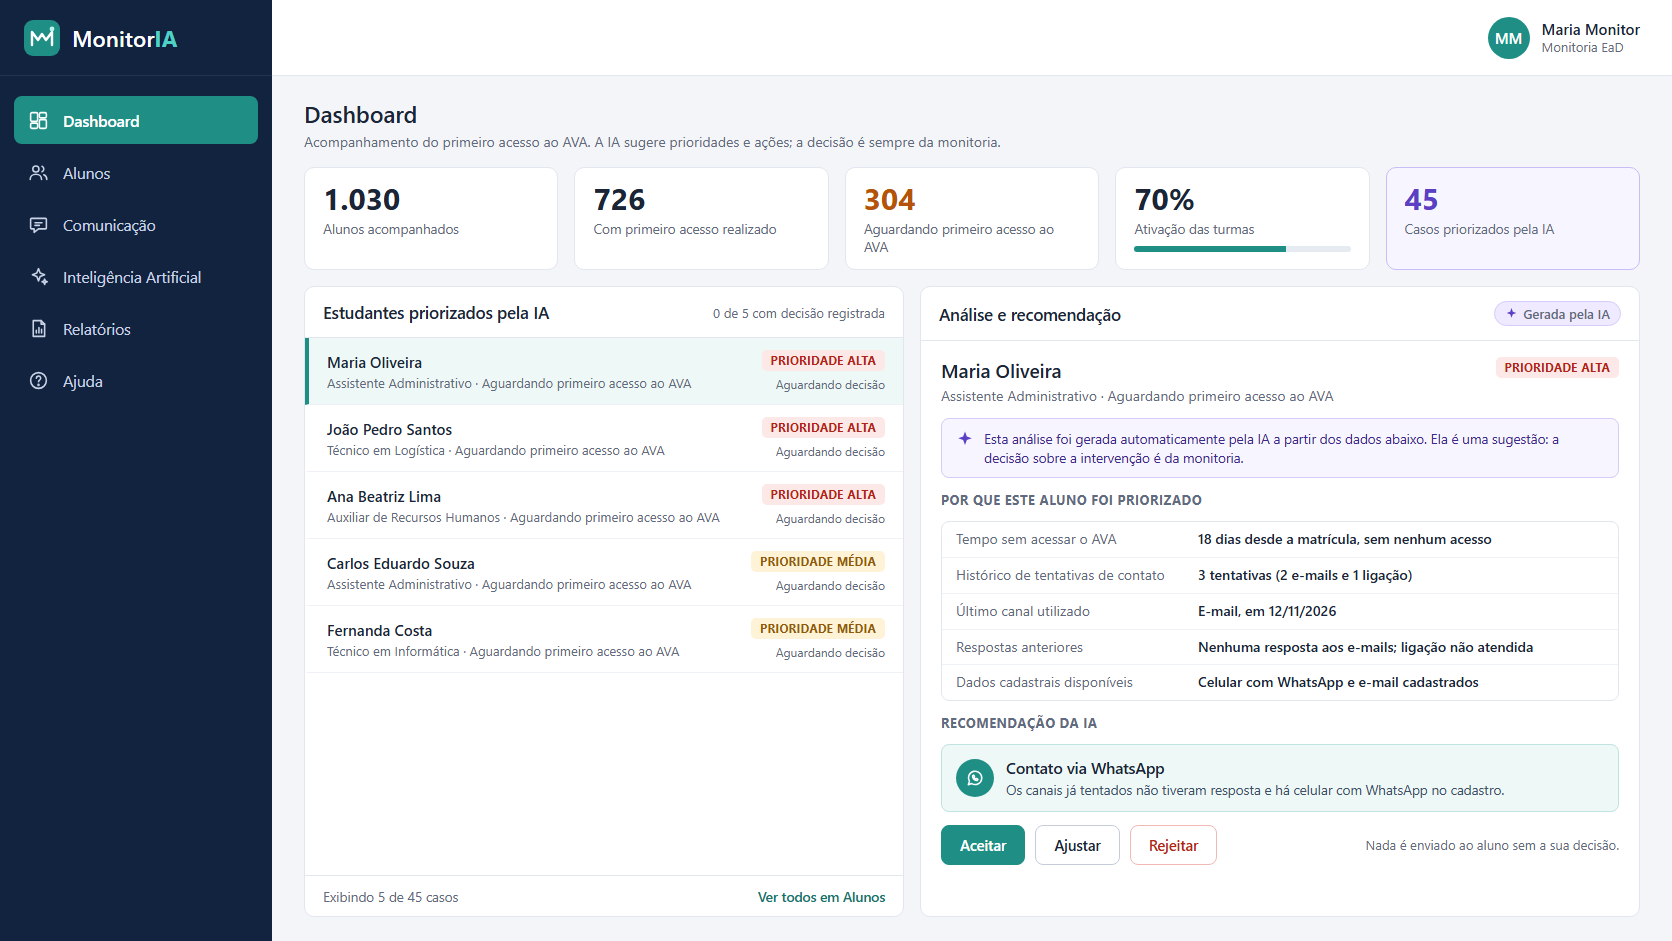 MonitorIA
Maria Monitor
MM
Monitoria EaD
Dashboard
Alunos
Comunicação
Inteligência Artificial
Relatórios
Ajuda
Dashboard
Acompanhamento do primeiro acesso ao AVA. A IA sugere prioridades e ações; a decisão é sempre da monitoria.
1.030
Alunos acompanhados
726
Com primeiro acesso realizado
304
Aguardando primeiro acesso ao
AVA
70%
Ativação das turmas
45
Casos priorizados pela IA
Estudantes priorizados pela IA
0 de 5 com decisão registrada
Maria Oliveira
PRIORIDADE ALTA
Assistente Administrativo · Aguardando primeiro acesso ao AVA
Aguardando decisão
João Pedro Santos
PRIORIDADE ALTA
Técnico em Logística · Aguardando primeiro acesso ao AVA
Aguardando decisão
Ana Beatriz Lima
PRIORIDADE ALTA
Auxiliar de Recursos Humanos · Aguardando primeiro acesso ao AVA
Aguardando decisão
Carlos Eduardo Souza
PRIORIDADE MÉDIA
Assistente Administrativo · Aguardando primeiro acesso ao AVA
Aguardando decisão
Fernanda Costa
PRIORIDADE MÉDIA
Técnico em Informática · Aguardando primeiro acesso ao AVA
Aguardando decisão
Exibindo 5 de 45 casos
Ver todos em Alunos
Análise e recomendação
Gerada pela IA
Maria Oliveira
PRIORIDADE ALTA
Assistente Administrativo · Aguardando primeiro acesso ao AVA
Esta análise foi gerada automaticamente pela IA a partir dos dados abaixo. Ela é uma sugestão: a
decisão sobre a intervenção é da monitoria.
POR QUE ESTE ALUNO FOI PRIORIZADO
Tempo sem acessar o AVA
18 dias desde a matrícula, sem nenhum acesso
Histórico de tentativas de contato
3 tentativas (2 e-mails e 1 ligação)
Último canal utilizado
E-mail, em 12/11/2026
Respostas anteriores
Nenhuma resposta aos e-mails; ligação não atendida
Dados cadastrais disponíveis
Celular com WhatsApp e e-mail cadastrados
RECOMENDAÇÃO DA IA
Contato via WhatsApp
Os canais já tentados não tiveram resposta e há celular com WhatsApp no cadastro.
Aceitar
Ajustar
Rejeitar
Nada é enviado ao aluno sem a sua decisão.